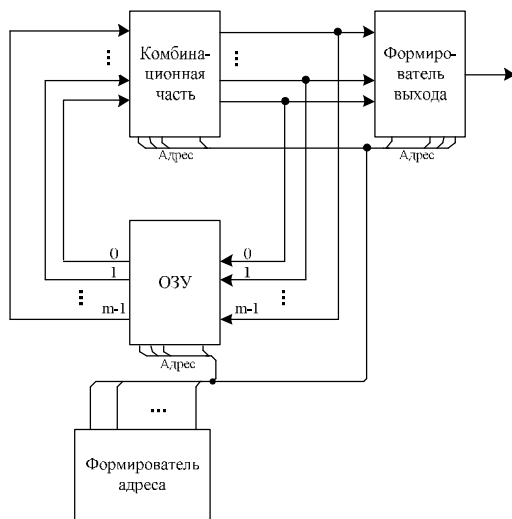 Комбина-
ционная
часть
Формиро-
ватель
выхода
Адрес
Адрес
ОЗУ
0
1
m-1
0
1
m-1
Адрес
...
Формирователь
адреса